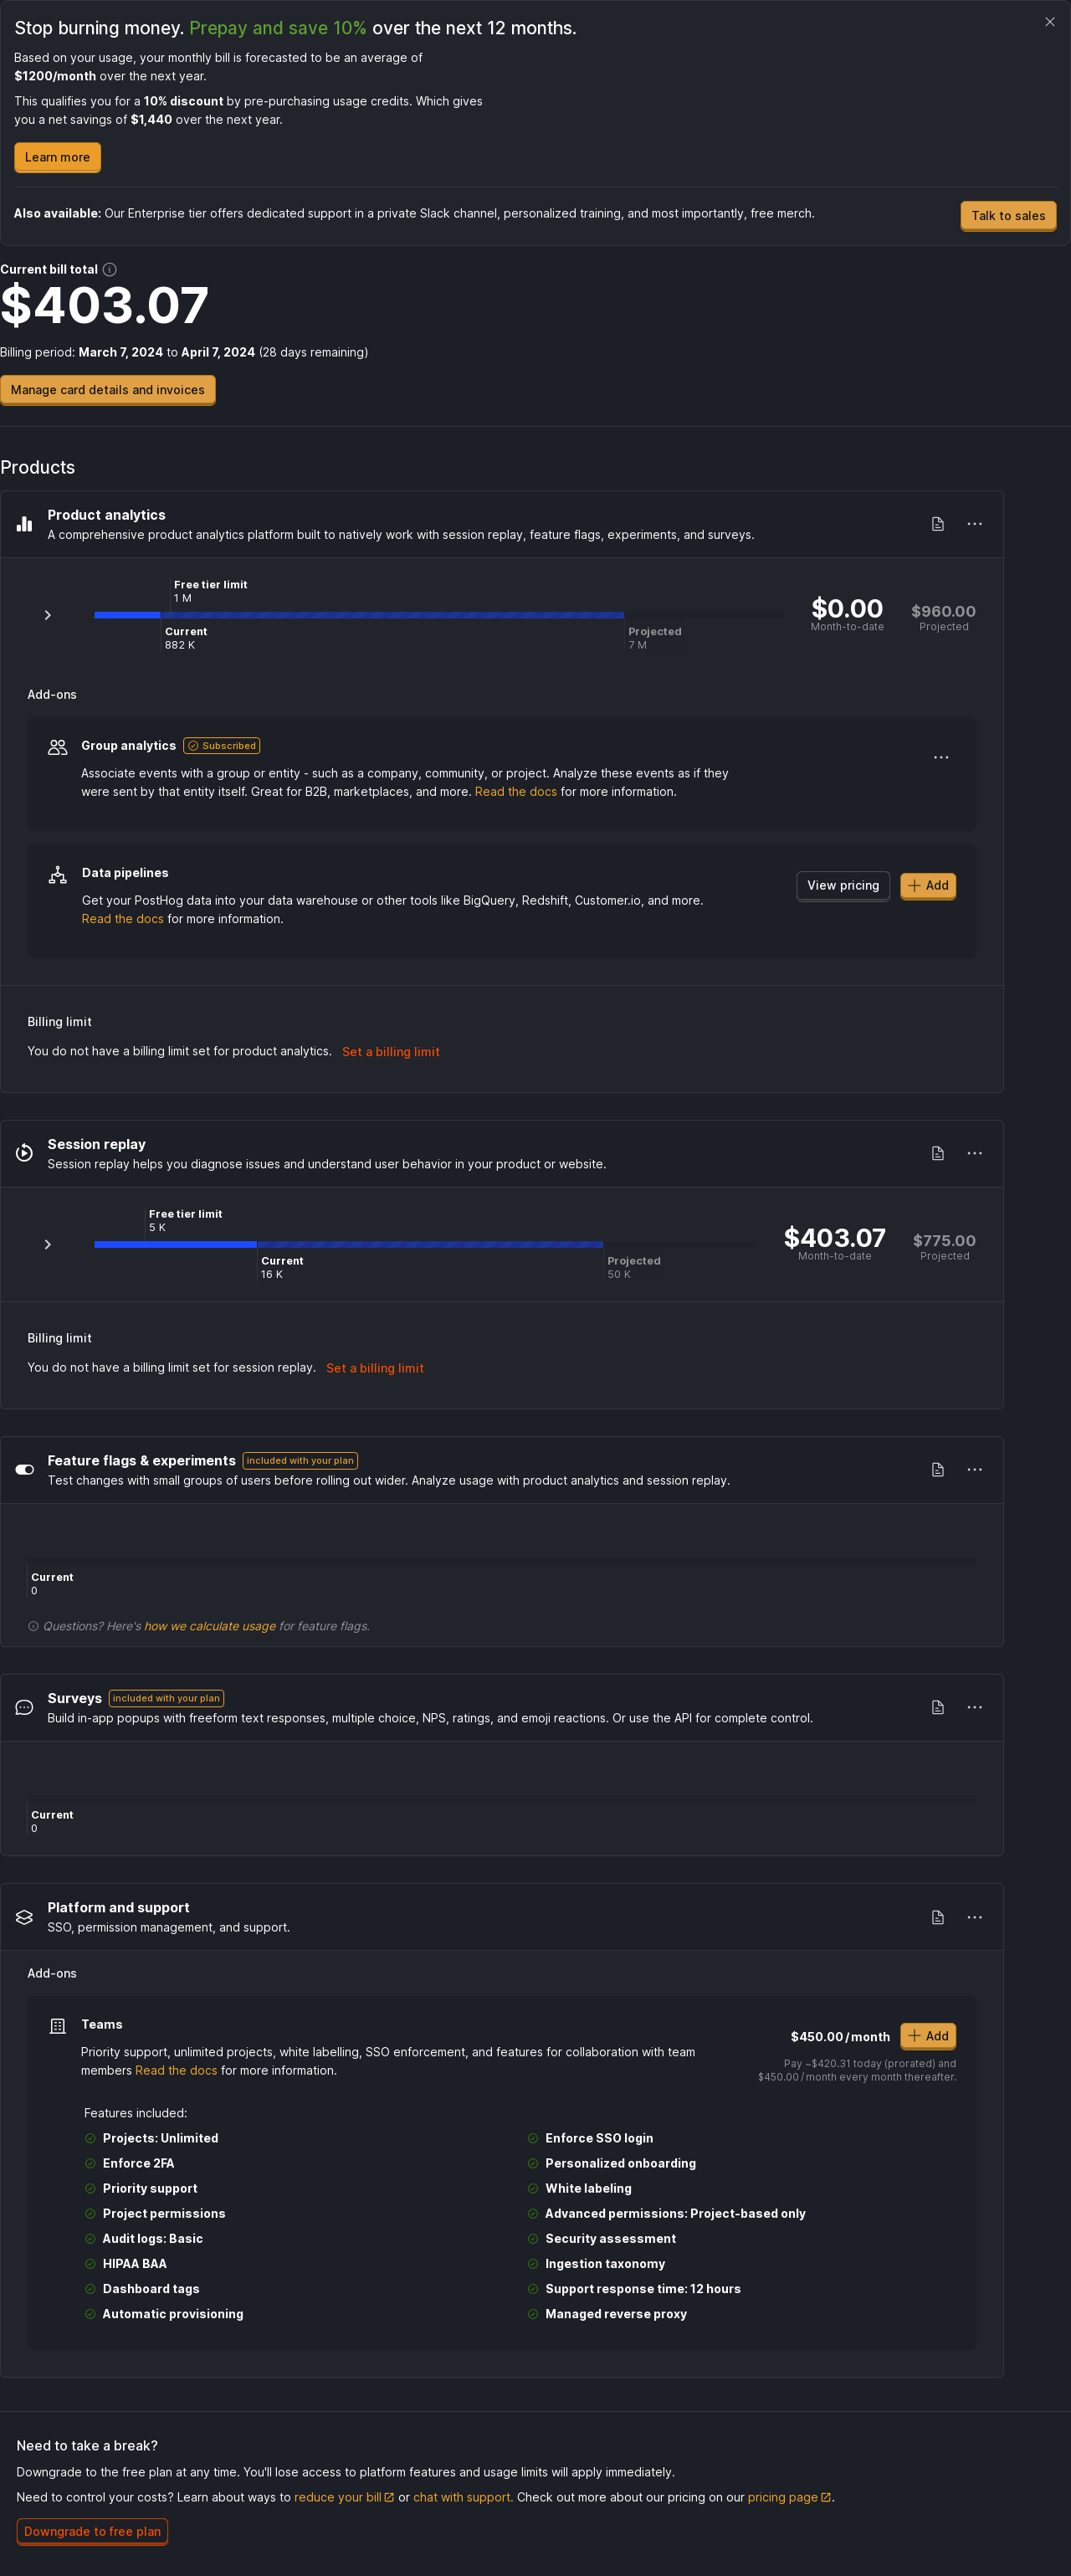 Stop burning money. Prepay and save 10% over the next 12 months.
Based on your usage, your monthly bill is forecasted to be an average of
$1200/month over the next year.
This qualifies you for a 10% discount by pre-purchasing usage credits. Which gives
you a net savings of $1,440 over the next year.
Learn more
Also available: Our Enterprise tier offers dedicated support in a private Slack channel, personalized training, and most importantly, free merch.
Talk to sales
Current bill total
$403.07
Billing period: March 7, 2024 to April 7, 2024 (28 days remaining)
Manage card details and invoices
Products
Product analytics
A comprehensive product analytics platform built to natively work with session replay, feature flags, experiments, and surveys.
Free tier limit
1 M
Current
882 K
Projected
7 M
$0.00
Month-to-date
$960.00
Projected
Add-ons
Group analytics
Subscribed
Associate events with a group or entity - such as a company, community, or project. Analyze these events as if they
were sent by that entity itself. Great for B2B, marketplaces, and more. Read the docs for more information.
Data pipelines
Get your PostHog data into your data warehouse or other tools like BigQuery, Redshift, Customer.io, and more.
Read the docs for more information.
View pricing
Add
Billing limit
You do not have a billing limit set for product analytics. Set a billing limit
Session replay
Session replay helps you diagnose issues and understand user behavior in your product or website.
Free tier limit
5 K
Current
16 K
Projected
50 K
$403.07
Month-to-date
$775.00
Projected
Billing limit
You do not have a billing limit set for session replay. Set a billing limit
Feature flags & experiments included with your plan
Test changes with small groups of users before rolling out wider. Analyze usage with product analytics and session replay.
Current
0
Questions? Here's how we calculate usage for feature flags.
Surveys included with your plan
Build in-app popups with freeform text responses, multiple choice, NPS, ratings, and emoji reactions. Or use the API for complete control.
Current
0
Platform and support
SSO, permission management, and support.
Add-ons
Teams
Priority support, unlimited projects, white labelling, SSO enforcement, and features for collaboration with team
members Read the docs for more information.
$450.00/month
Add
Pay ~$420.31 today (prorated) and
$450.00/month every month thereafter.
Features included:
Projects: Unlimited
Enforce SSO login
Enforce 2FA
Personalized onboarding
Priority support
White labeling
Project permissions
Advanced permissions: Project-based only
Audit logs: Basic
Security assessment
HIPAA BAA
Ingestion taxonomy
Dashboard tags
Support response time: 12 hours
Automatic provisioning
Managed reverse proxy
Need to take a break?
Downgrade to the free plan at any time. You'll lose access to platform features and usage limits will apply immediately.
Need to control your costs? Learn about ways to reduce your bill or chat with support. Check out more about our pricing on our pricing page.
Downgrade to free plan